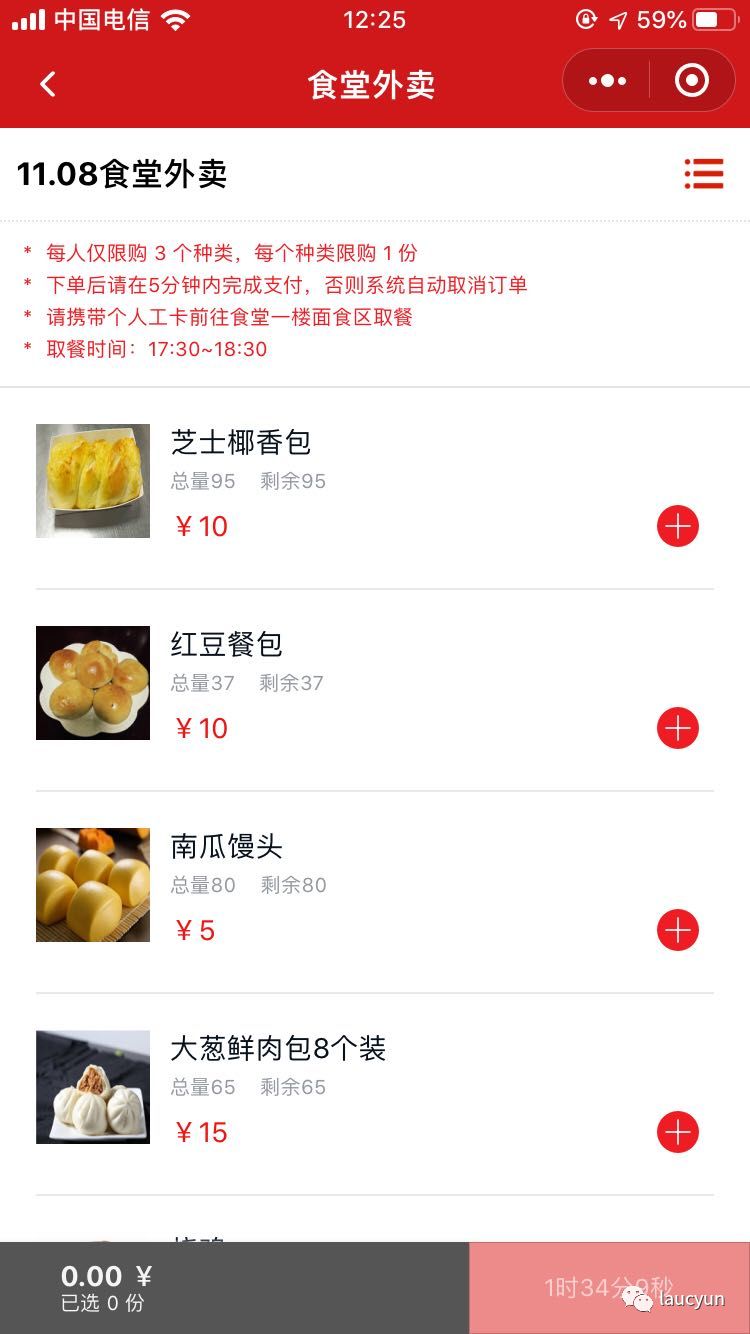 中国电信 12:25 59%
食堂外卖
11.08食堂外卖
* 每人仅限购 3 个种类，每个种类限购 1 份
* 下单后请在5分钟内完成支付，否则系统自动取消订单
* 请携带个人工卡前往食堂一楼面食区取餐
* 取餐时间：17:30~18:30
芝士椰香包
总量95 剩余95
￥10
红豆餐包
总量37 剩余37
￥10
南瓜馒头
总量80 剩余80
￥5
大葱鲜肉包8个装
总量65 剩余65
￥15
0.00 ¥
已选 0 份
1时34分9秒
laucyun